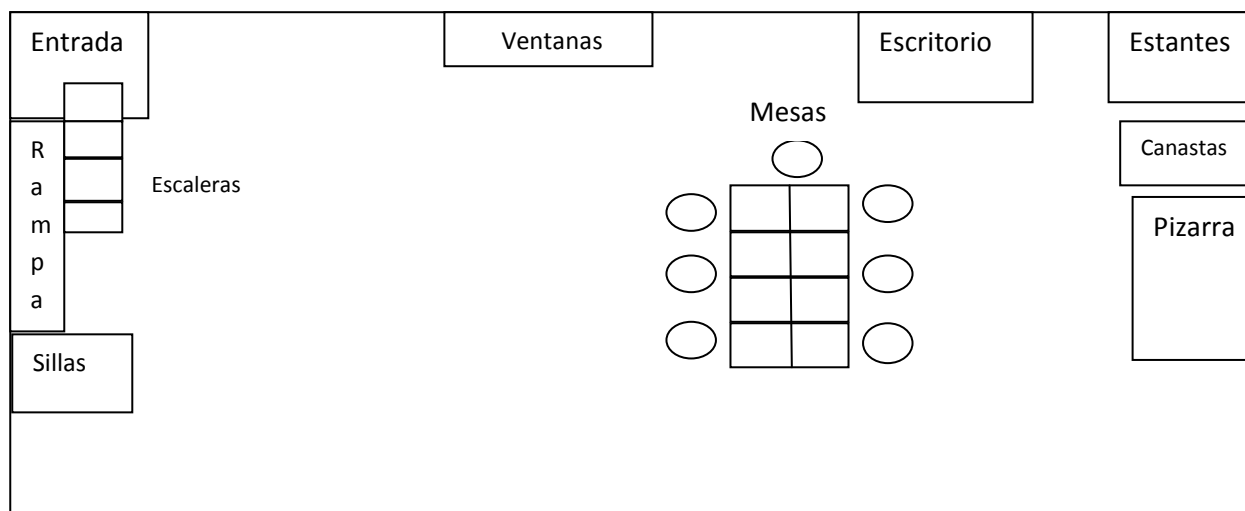 Entrada
Ventanas
Escritorio
Estantes
Mesas
Canastas
R
a
m
p
a
Escaleras
Pizarra
Sillas